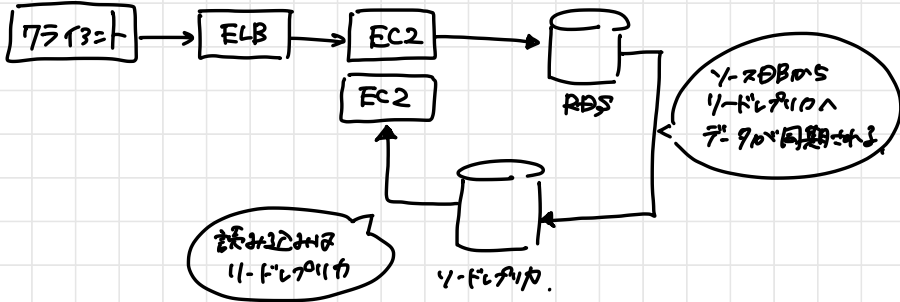 クライアント
ELB
EC2
EC2
RDS
ソースDBから
リードレプリカへ
データが同期される
読み込みは
リードレプリカ
リードレプリカ.